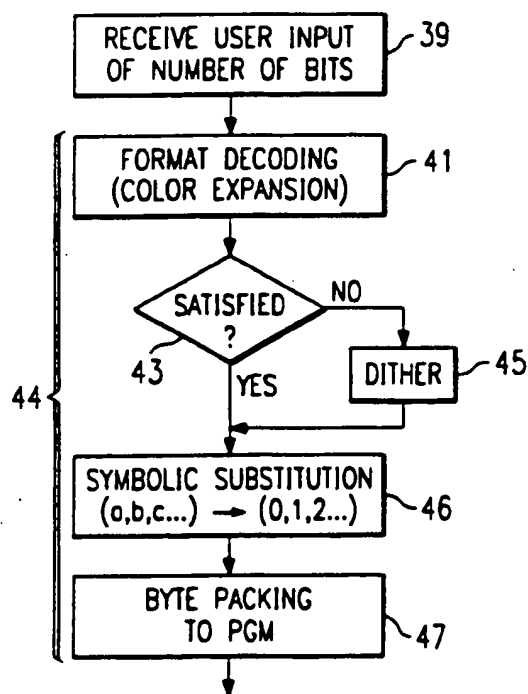 RECEIVE USER INPUT
OF NUMBER OF BITS
39
FORMAT DECODING
(COLOR EXPANSION)
41
SATISFIED
?
43
NO
YES
DITHER
45
44
SYMBOLIC SUBSTITUTION
(a,b,c...) → (0,1,2...)
46
BYTE PACKING
TO PGM
47